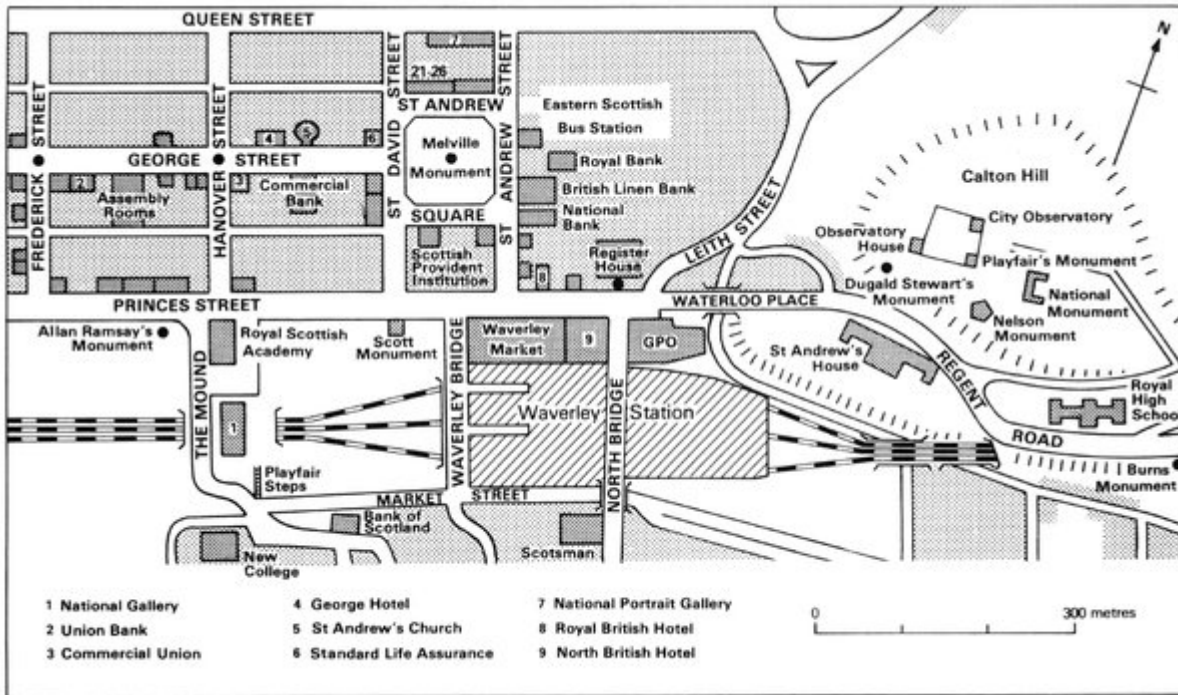 QUEEN STREET
N
7
21-26
STREET
STREET
STREET
STREET
ST ANDREW
Eastern Scottish
Bus Station
4
5
6
Melville
Monument
Royal Bank
Calton Hill
GEORGE STREET
DAVID
ANDREW
2
3
Assembly
Rooms
Commercial
Bank
British Linen Bank
National
Bank
FREDERICK
HANOVER
ST
SQUARE
ST
Scottish
Provident
Institution
Register
House
8
LEITH STREET
City Observatory
Observatory
House
Playfair's Monument
Dugald Stewart's
Monument
National
Monument
Nelson
Monument
PRINCES STREET
WATERLOO PLACE
Allan Ramsay's
Monument
Royal Scottish
Academy
Scott
Monument
Waverley
Market
9
GPO
St Andrew's
House
REGENT
ROAD
Royal
High
School
THE MOUND
1
WAVERLEY BRIDGE
Waverley Station
NORTH BRIDGE
Playfair
Steps
MARKET STREET
Burns
Monument
Bank of
Scotland
New
College
Scotsman
1 National Gallery
2 Union Bank
3 Commercial Union
4 George Hotel
5 St Andrew's Church
6 Standard Life Assurance
7 National Portrait Gallery
8 Royal British Hotel
9 North British Hotel
0 300 metres